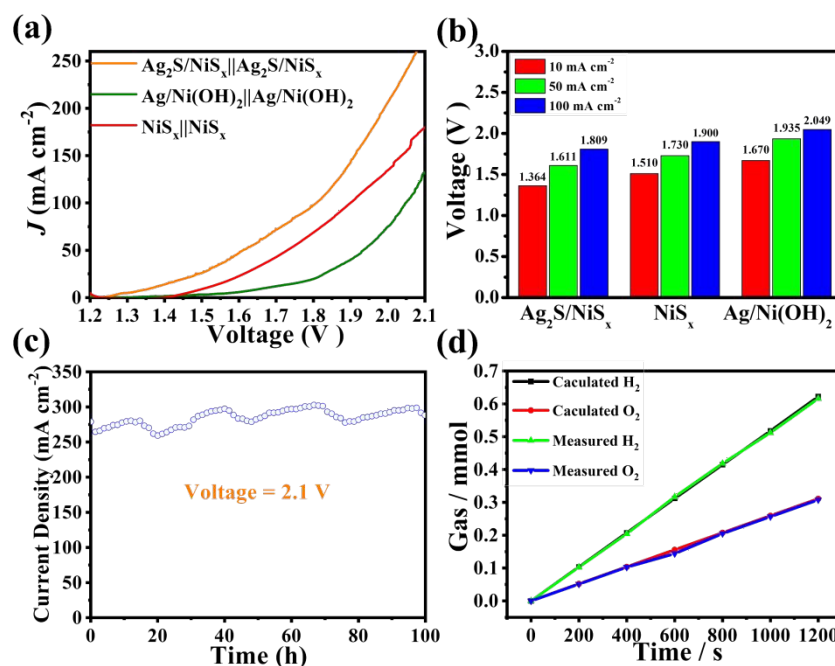 (a)
250
200
150
100
50
0
J (mA cm⁻²)
Ag₂S/NiSₓ||Ag₂S/NiSₓ
Ag/Ni(OH)₂||Ag/Ni(OH)₂
NiSₓ||NiSₓ
1.2 1.3 1.4 1.5 1.6 1.7 1.8 1.9 2.0 2.1
Voltage (V )
(b)
3.0
2.5
2.0
1.5
1.0
0.5
0.0
Voltage (V )
10 mA cm⁻²
50 mA cm⁻²
100 mA cm⁻²
1.364 1.611 1.809 1.510 1.730 1.900 1.670 1.935 2.049
Ag₂S/NiSₓ NiSₓ Ag/Ni(OH)₂
(c)
400
350
300
250
200
150
100
50
0
Current Density (mA cm⁻²)
Voltage = 2.1 V
0 20 40 60 80 100
Time (h)
(d)
0.7
0.6
0.5
0.4
0.3
0.2
0.1
0.0
Gas / mmol
Caculated H₂
Caculated O₂
Measured H₂
Measured O₂
0 200 400 600 800 1000 1200
Time / s